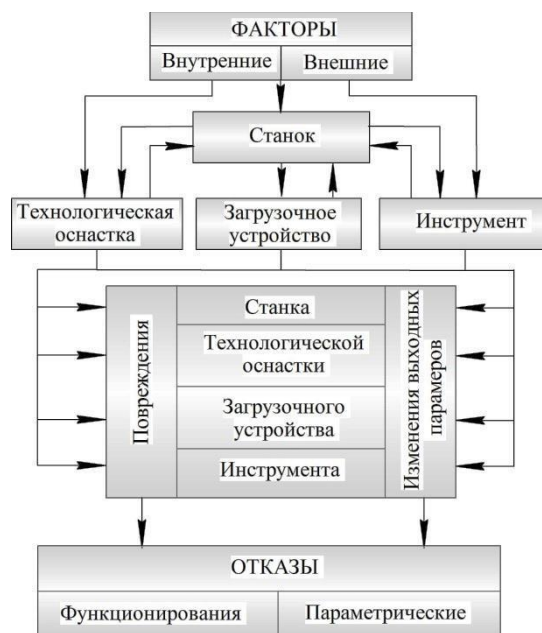 ФАКТОРЫ
Внутренние
Внешние
Станок
Технологическая
оснастка
Загрузочное
устройство
Инструмент
Повреждения
Станка
Технологической
оснастки
Загрузочного
устройства
Инструмента
Изменения выходных
парамеров
ОТКАЗЫ
Функционирования
Параметрические